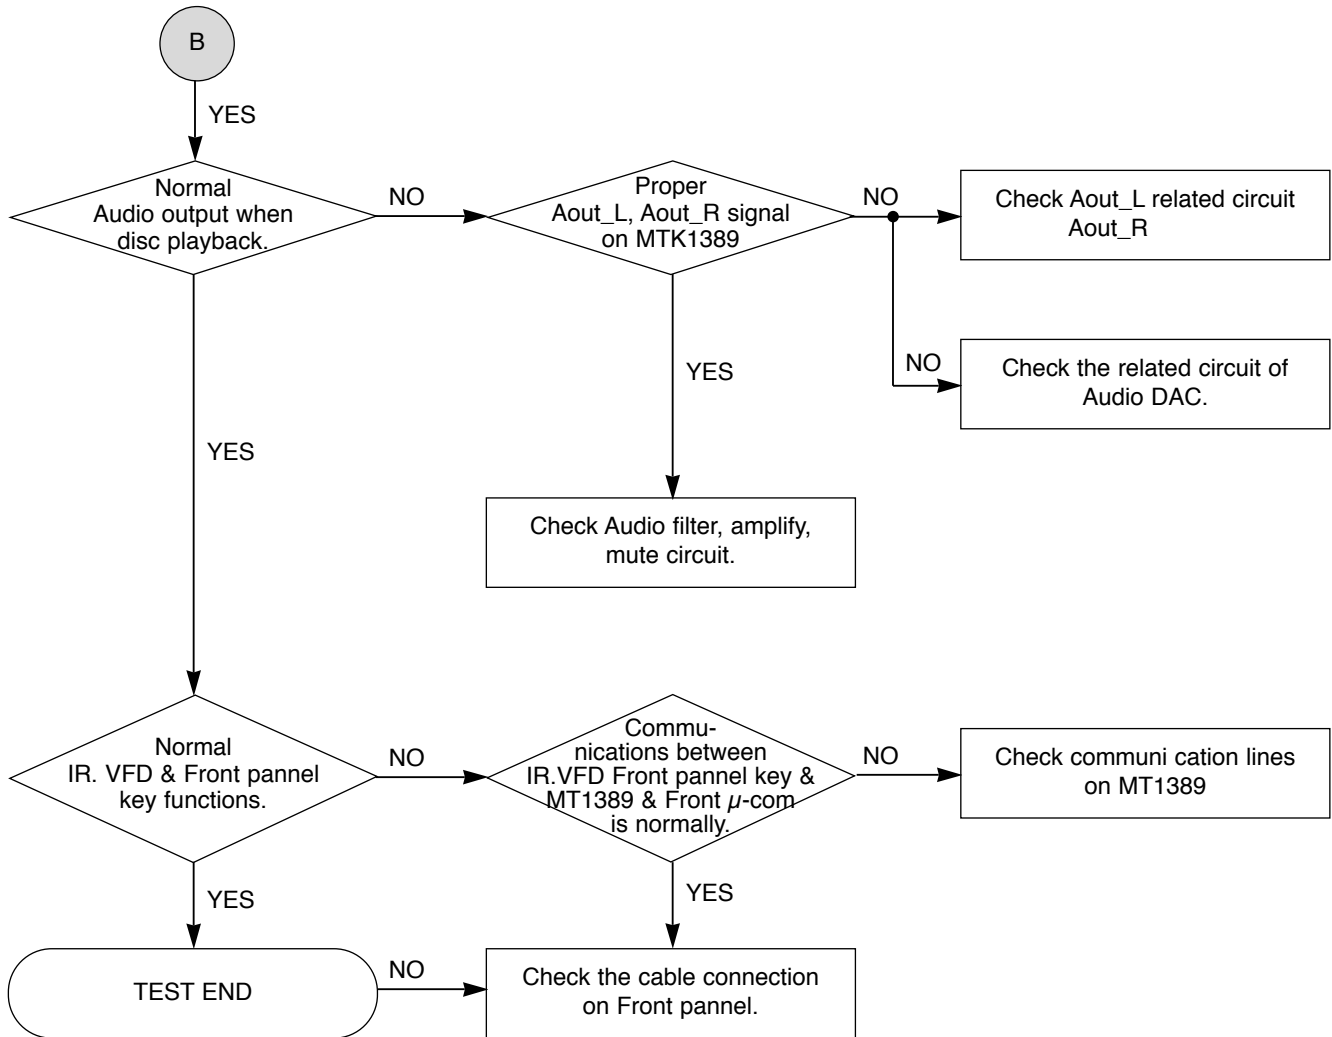 B
YES
Normal
Audio output when
disc playback.
NO
Proper
Aout_L, Aout_R signal
on MTK1389
NO
Check Aout_L related circuit
Aout_R
NO
Check the related circuit of
Audio DAC.
YES
YES
Check Audio filter, amplify,
mute circuit.
Normal
IR. VFD & Front pannel
key functions.
NO
Commu-
nications between
IR.VFD Front pannel key &
MT1389 & Front µ-com
is normally.
NO
Check communi cation lines
on MT1389
YES
YES
TEST END
NO
Check the cable connection
on Front pannel.